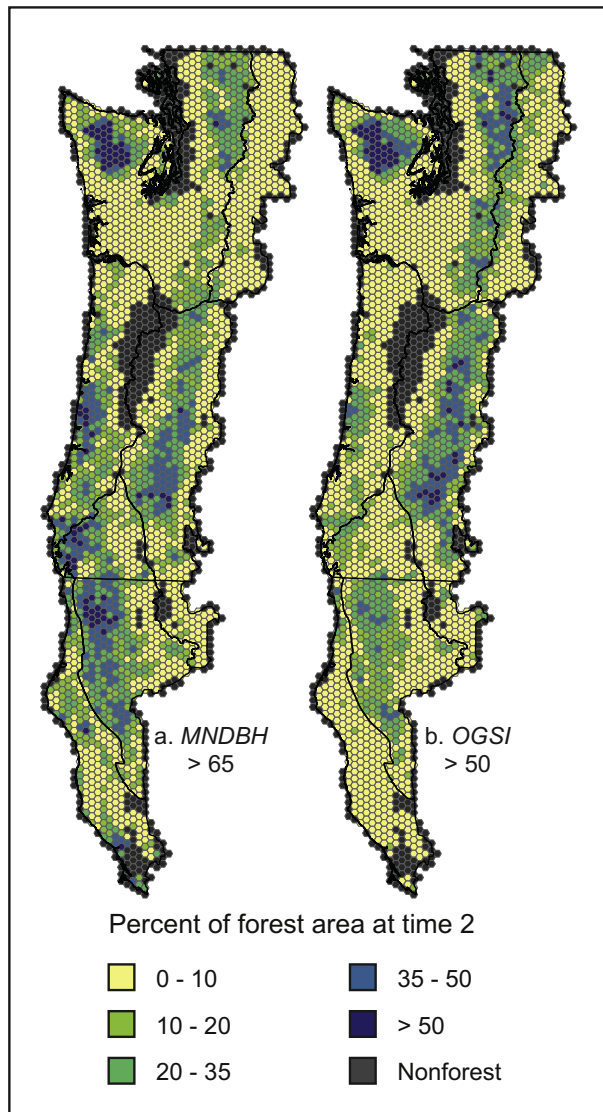 a. MNDBH
> 65
b. OGSI
> 50
Percent of forest area at time 2
0 - 10
10 - 20
20 - 35
35 - 50
> 50
Nonforest